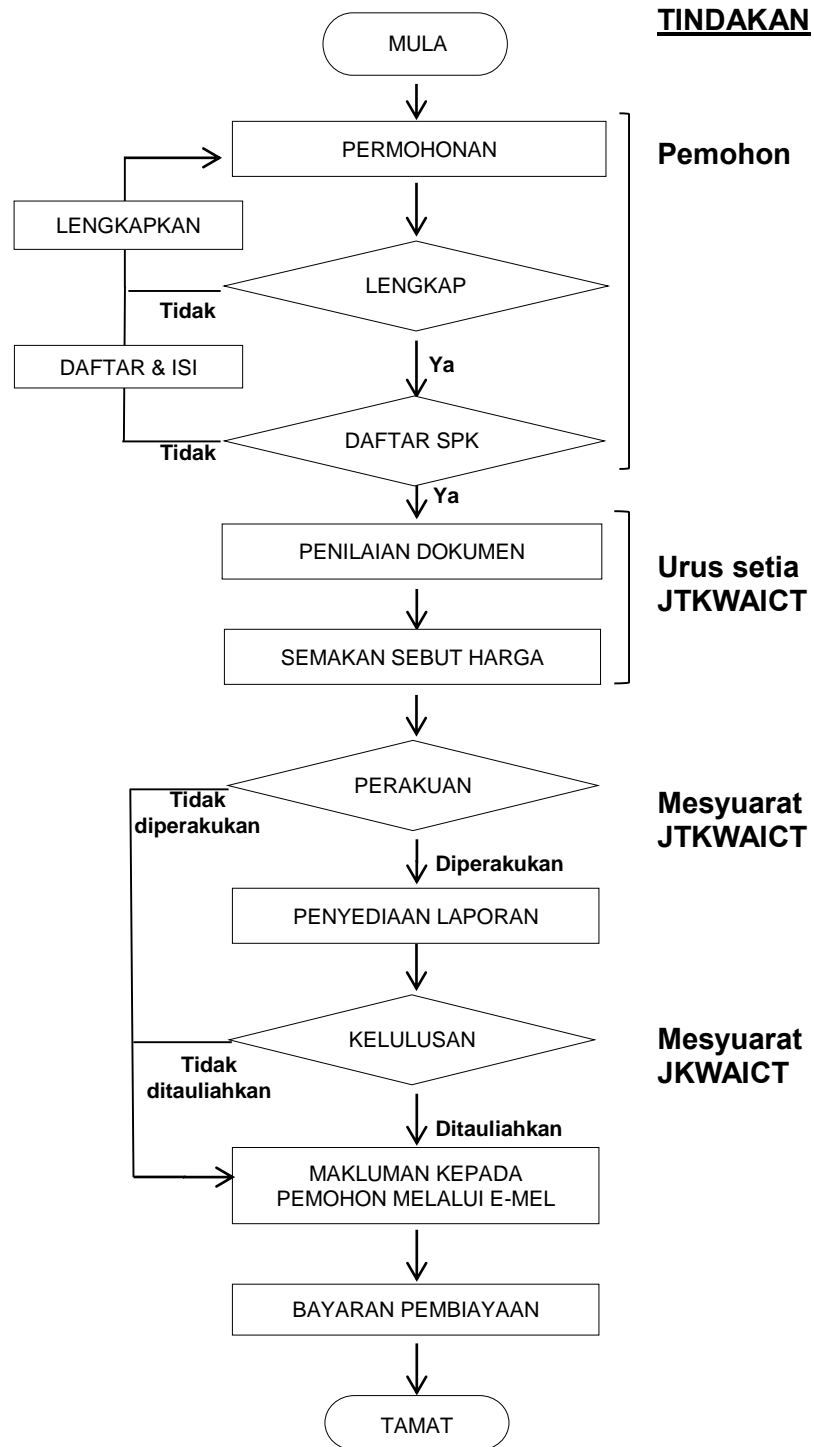 TINDAKAN
MULA
PERMOHONAN
Pemohon
LENGKAPKAN
LENGKAP
Tidak
DAFTAR & ISI
Ya
DAFTAR SPK
Tidak
Ya
PENILAIAN DOKUMEN
Urus setia
JTKWAICT
SEMAKAN SEBUT HARGA
PERAKUAN
Tidak
diperakukan
Mesyuarat
JTKWAICT
Diperakukan
PENYEDIAAN LAPORAN
KELULUSAN
Mesyuarat
JKWAICT
Tidak
ditauliahkan
Ditauliahkan
MAKLUMAN KEPADA
PEMOHON MELALUI E-MEL
BAYARAN PEMBIAYAAN
TAMAT